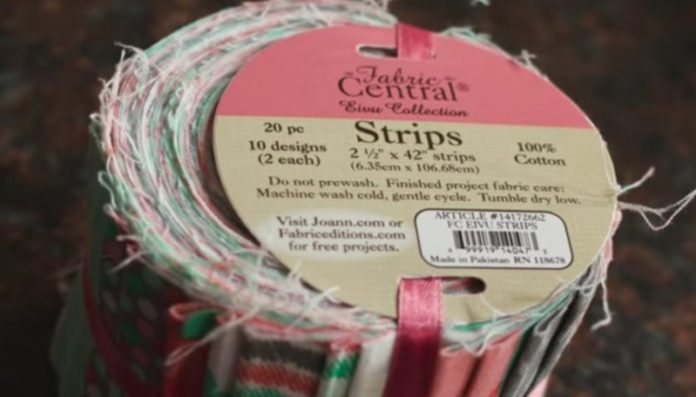 Fabric
Central®
Eivu Collection
Strips
20 pc
10 designs
(2 each)
2 ½" x 42" strips
(6.35cm x 106.68cm)
100%
Cotton
Do not prewash. Finished project fabric care:
Machine wash cold, gentle cycle. Tumble dry low.
Visit Joann.com or
Fabriceditions.com
for free projects.
ARTICLE #14172662
FC EIVU STRIPS
Made in Pakistan RN 118678